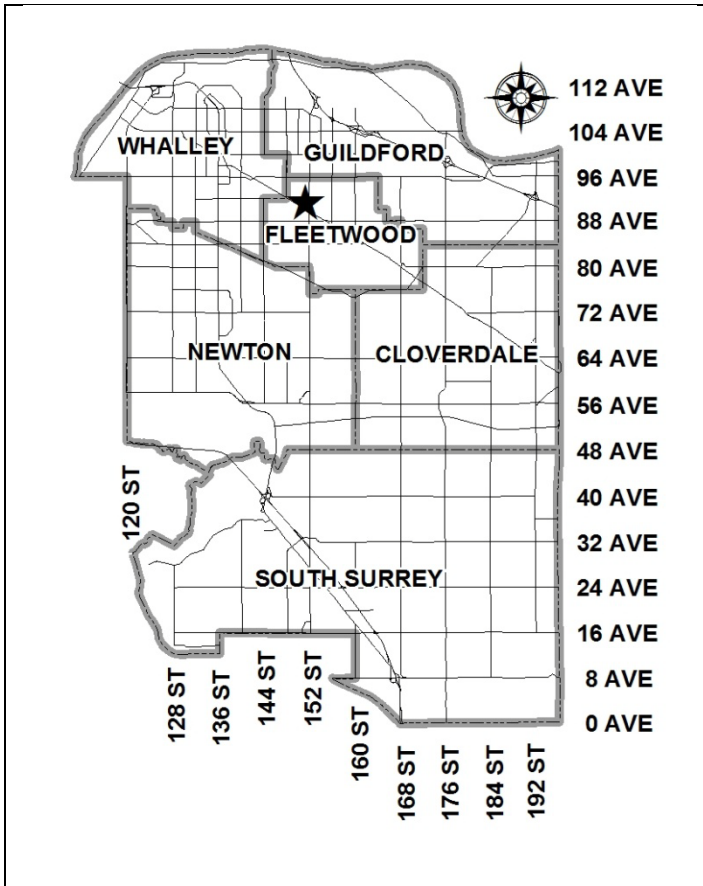 112 AVE
104 AVE
WHALLEY
GUILDFORD
96 AVE
88 AVE
FLEETWOOD
80 AVE
72 AVE
NEWTON
CLOVERDALE
64 AVE
56 AVE
48 AVE
120 ST
40 AVE
32 AVE
SOUTH SURREY
24 AVE
16 AVE
8 AVE
0 AVE
128 ST
136 ST
144 ST
152 ST
160 ST
168 ST
176 ST
184 ST
192 ST